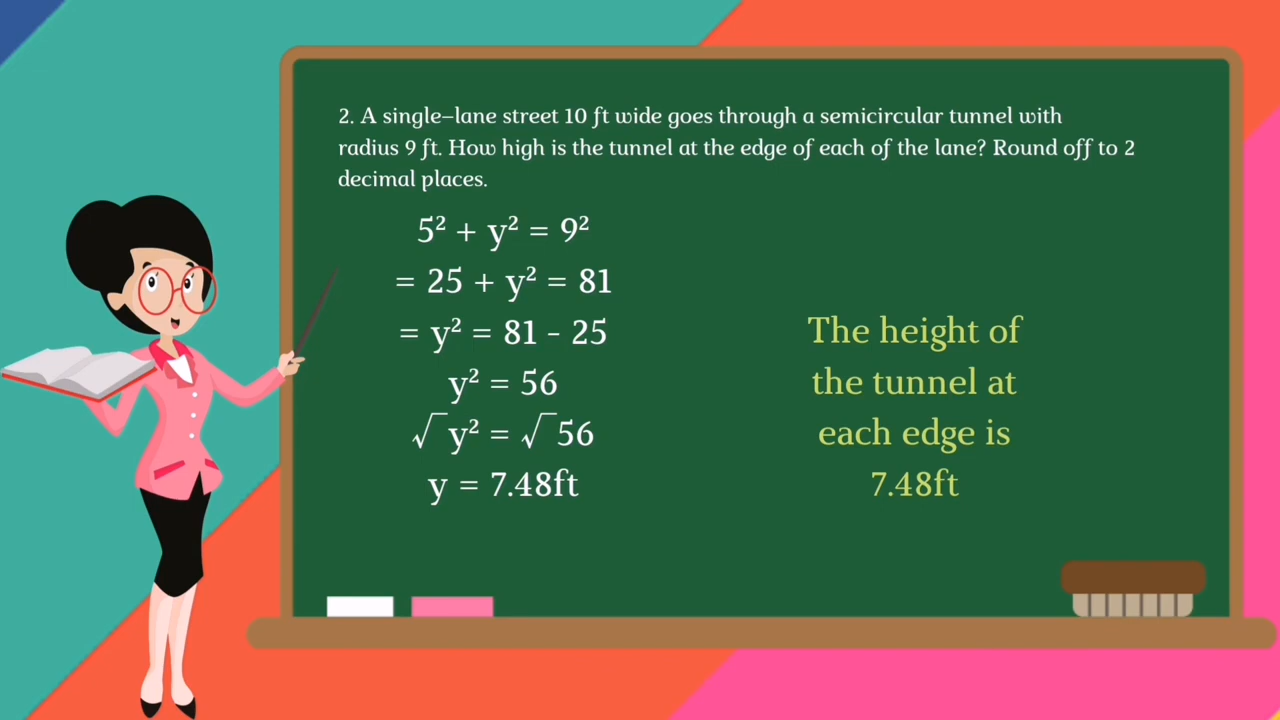 2. A single–lane street 10 ft wide goes through a semicircular tunnel with
radius 9 ft. How high is the tunnel at the edge of each of the lane? Round off to 2
decimal places.
5² + y² = 9²
= 25 + y² = 81
= y² = 81 - 25
y² = 56
√ y² = √ 56
y = 7.48ft
The height of
the tunnel at
each edge is
7.48ft